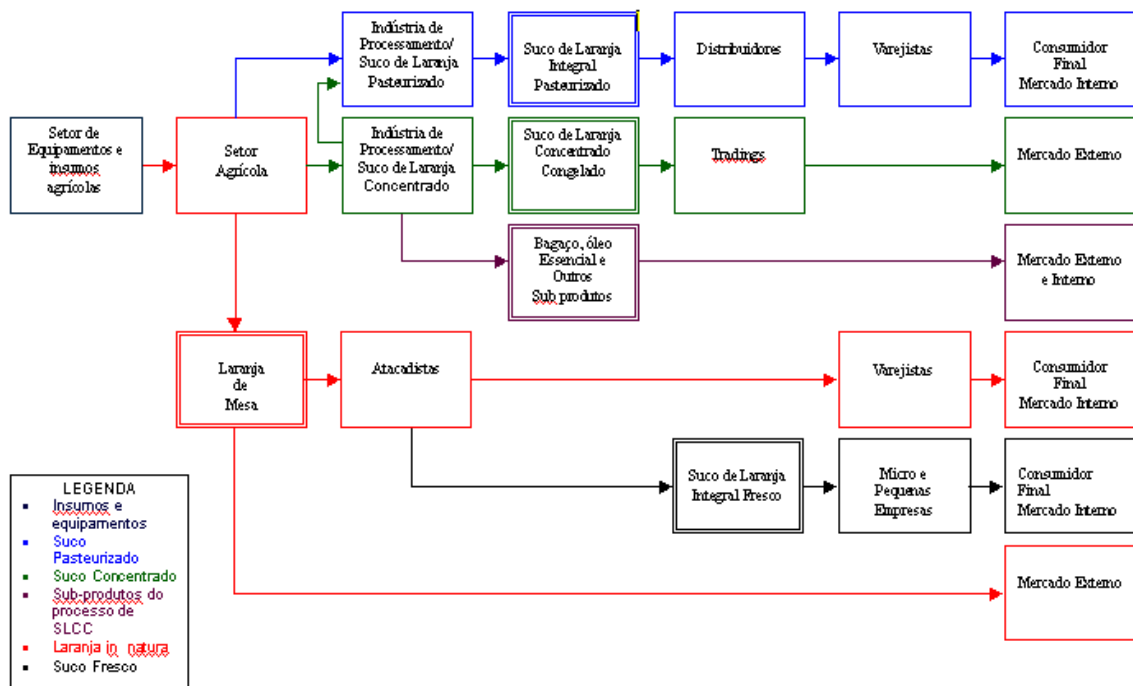 Indústria de
Processamento/
Suco de Laranja
Pasteurizado
Suco de Laranja
Integral
Pasteurizado
Distribuidores
Varejistas
Consumidor
Final
Mercado Interno
Setor de
Equipamentos e
insumos
agrícolas
Setor
Agrícola
Indústria de
Processamento/
Suco de Laranja
Concentrado
Suco de Laranja
Concentrado
Congelado
Tradings
Mercado Externo
Bagaço, óleo
Essencial e
Outros
Sub produtos
Mercado Externo
e Interno
Laranja
de
Mesa
Atacadistas
Varejistas
Consumidor
Final
Mercado Interno
Suco de Laranja
Integral Fresco
Micro e
Pequenas
Empresas
Consumidor
Final
Mercado Interno
Mercado Externo
LEGENDA
Insumos e
equipamentos
Suco
Pasteurizado
Suco Concentrado
Sub-produtos do
processo de
SLCC
Laranja in natura
Suco Fresco